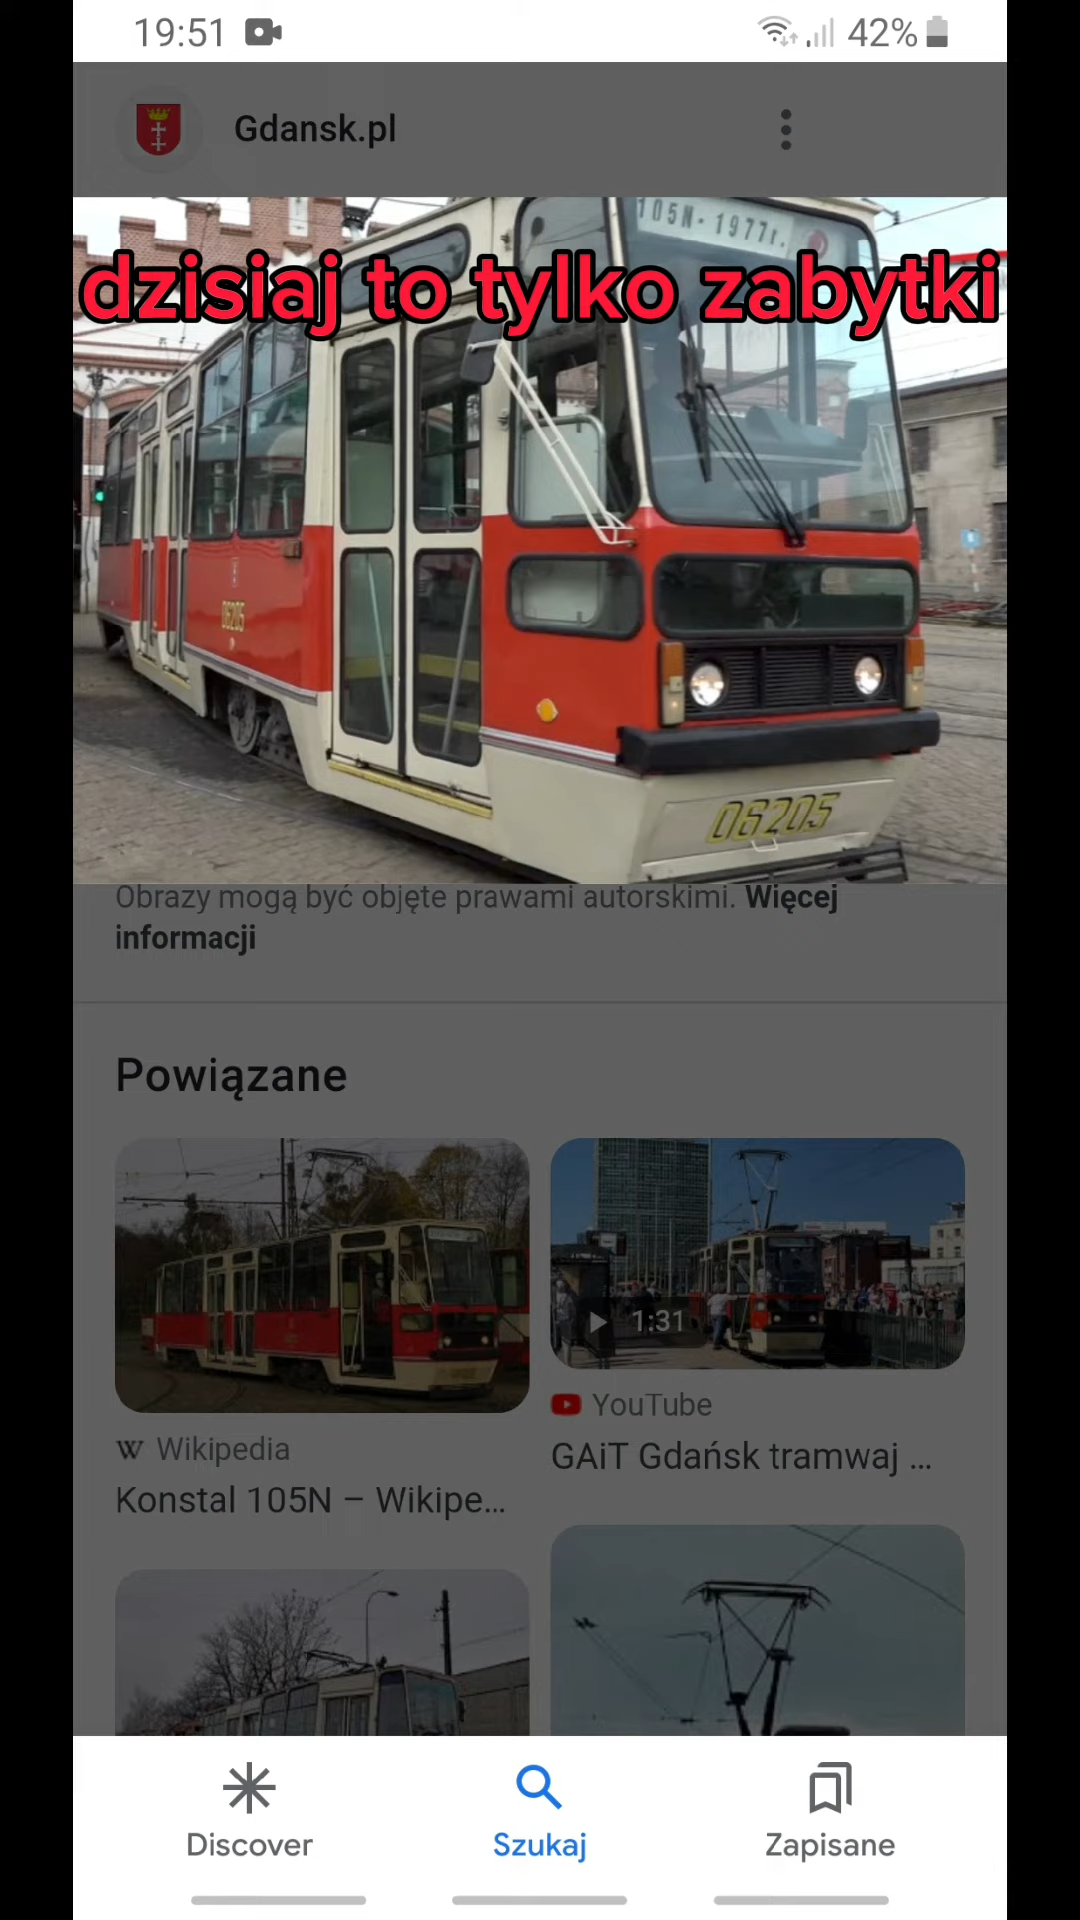 19:51
42%
Gdansk.pl
105N - 1977r.
dzisiaj to tylko zabytki
06205
06205
Obrazy mogą być objęte prawami autorskimi. Więcej
informacji
Powiązane
1:31
Wikipedia
Konstal 105N – Wikipe...
YouTube
GAiT Gdańsk tramwaj ...
Discover
Szukaj
Zapisane